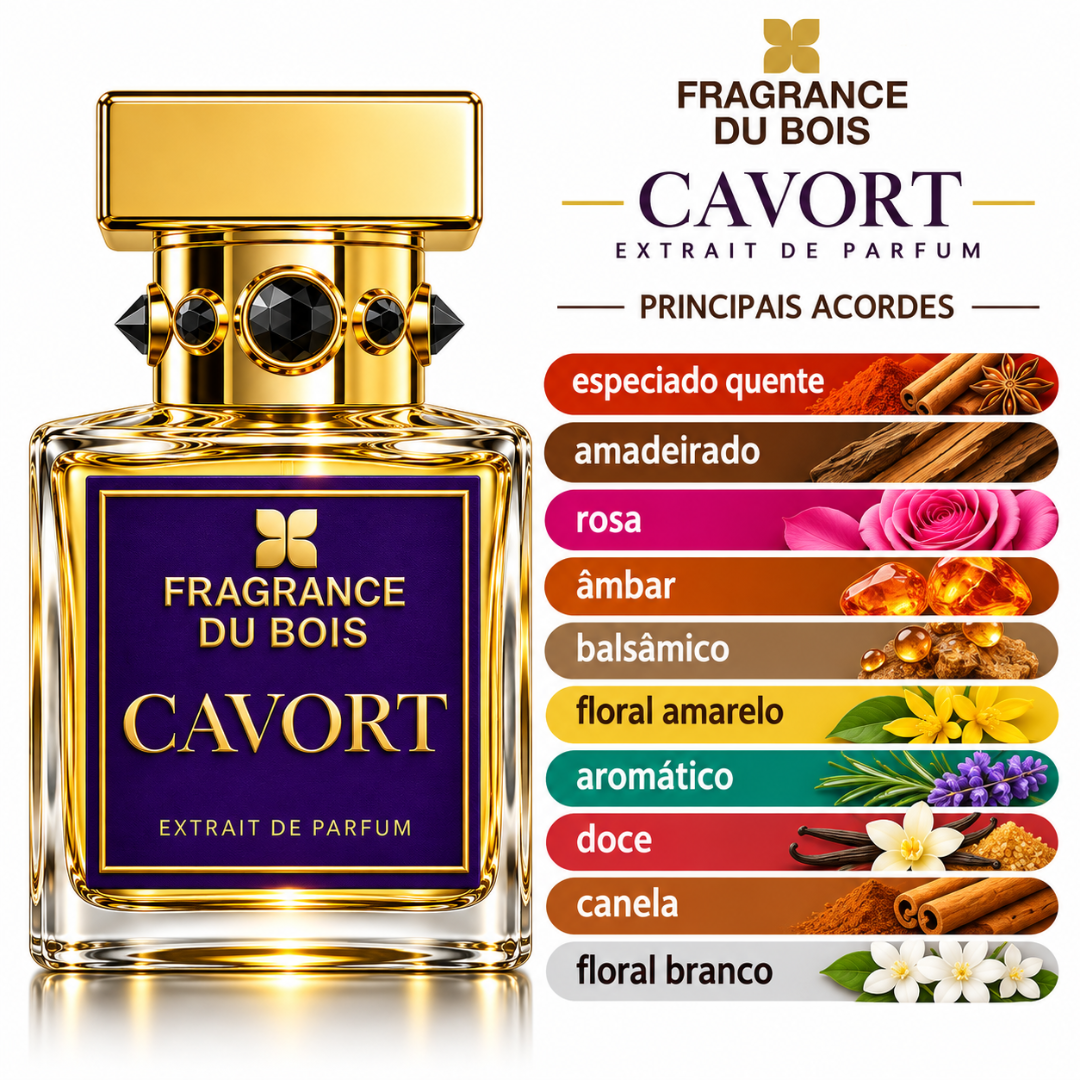 FRAGRANCE
DU BOIS
CAVORT
EXTRAIT DE PARFUM
FRAGRANCE
DU BOIS
CAVORT
EXTRAIT DE PARFUM
PRINCIPAIS ACORDES
especiado quente
amadeirado
rosa
âmbar
balsâmico
floral amarelo
aromático
doce
canela
floral branco